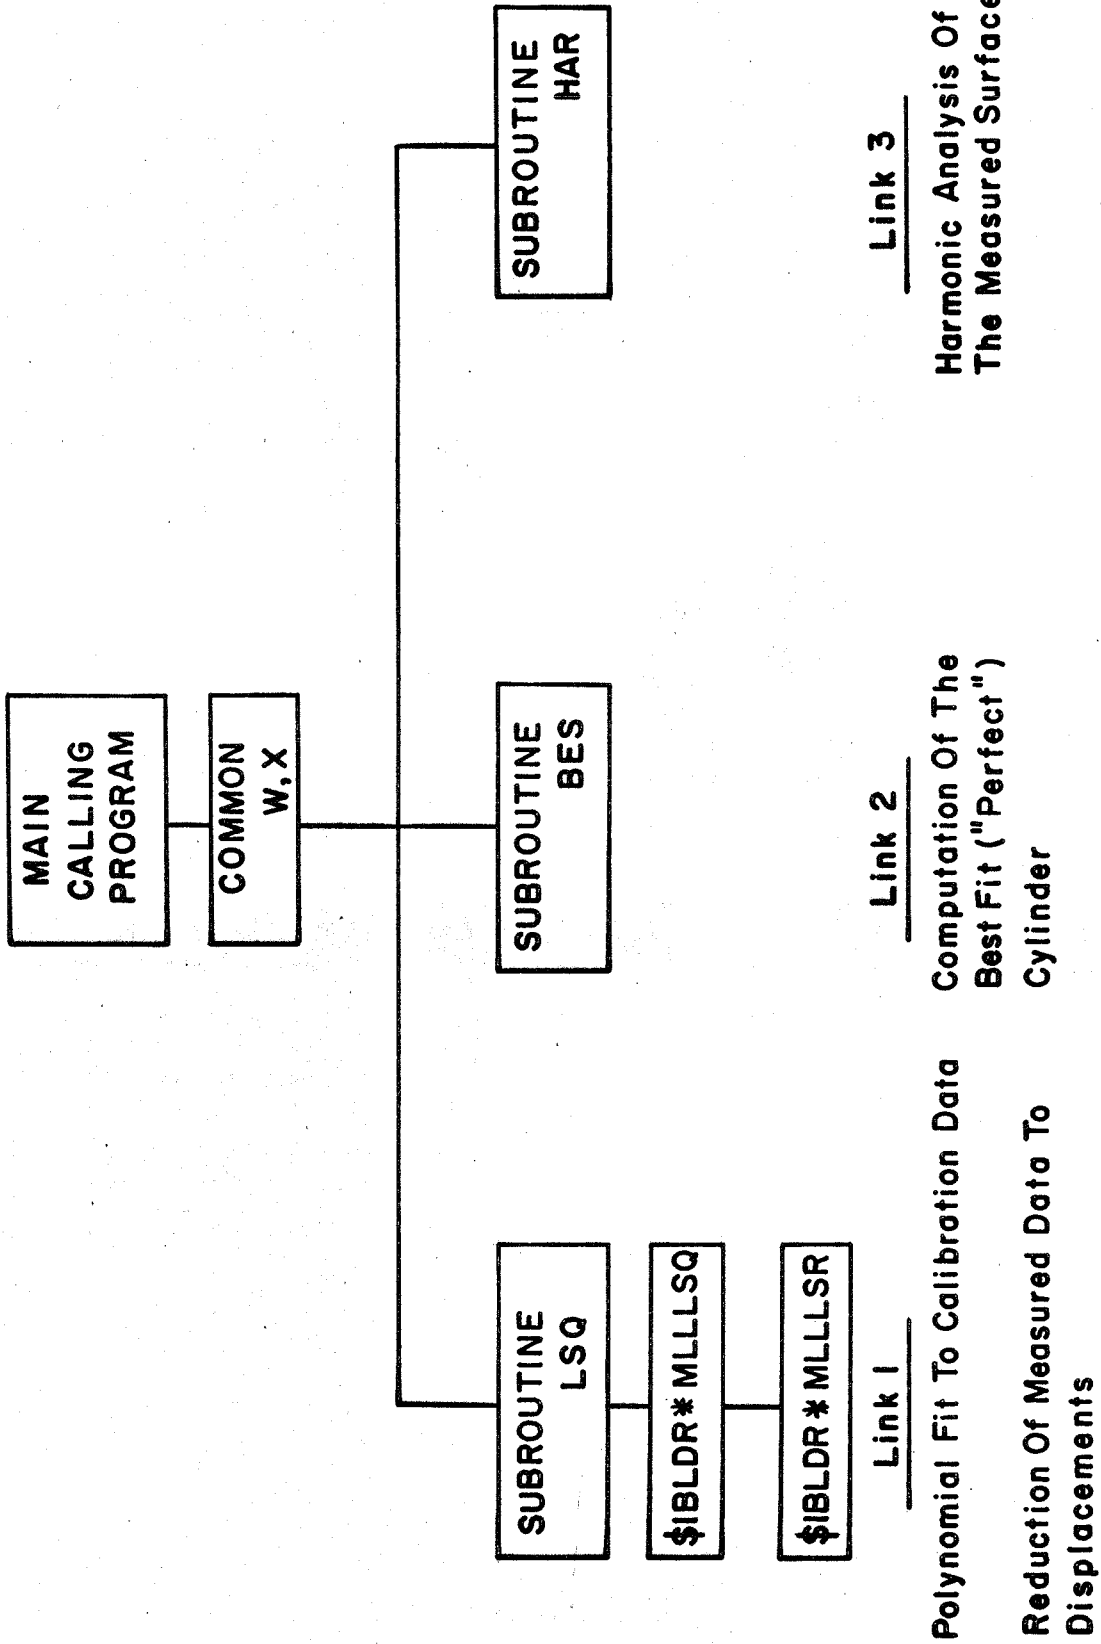 MAIN
CALLING
PROGRAM
COMMON
W,X
SUBROUTINE
LSQ
$IBLDR*MLLLSQ
$IBLDR*MLLLSR
SUBROUTINE
BES
SUBROUTINE
HAR
Link 1
Polynomial Fit To Calibration Data
Reduction Of Measured Data To
Displacements
Link 2
Computation Of The
Best Fit ("Perfect")
Cylinder
Link 3
Harmonic Analysis Of
The Measured Surface